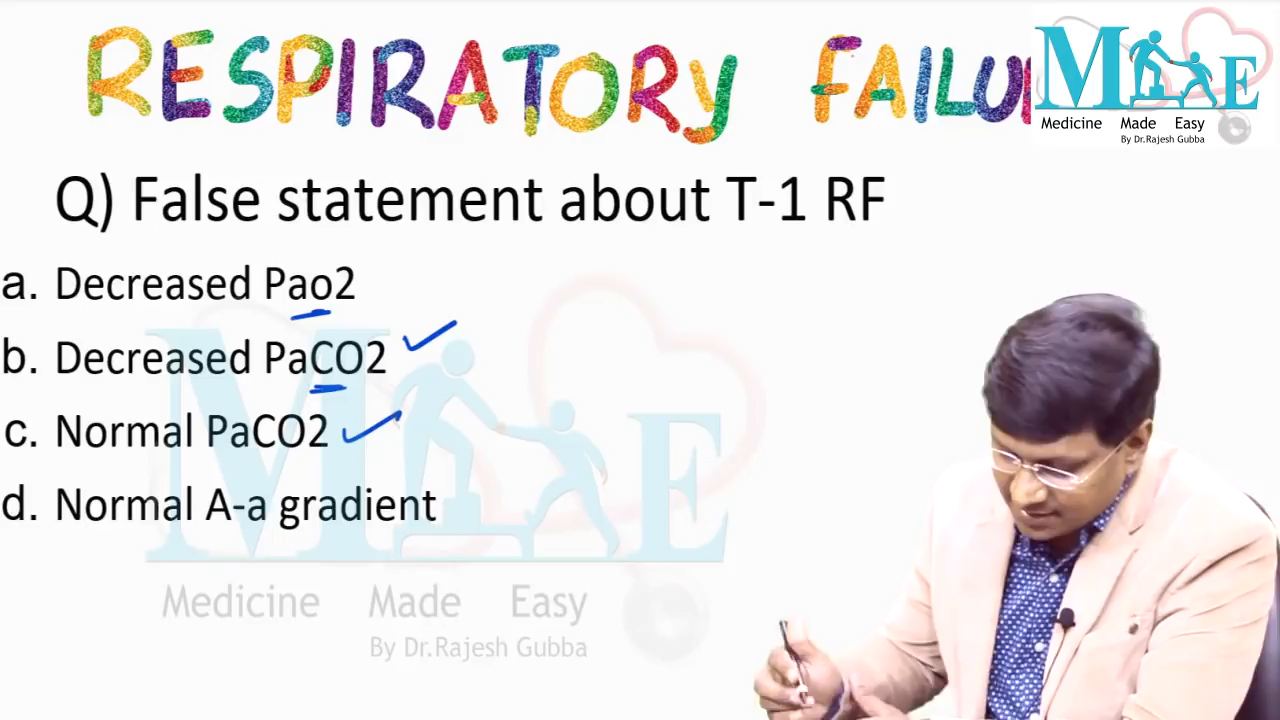 RESPIRATORY FAILU
M E
Medicine Made Easy
By Dr.Rajesh Gubba
Q) False statement about T-1 RF
a. Decreased Pao2
b. Decreased PaCO2
c. Normal PaCO2
d. Normal A-a gradient
M E
Medicine Made Easy
By Dr.Rajesh Gubba